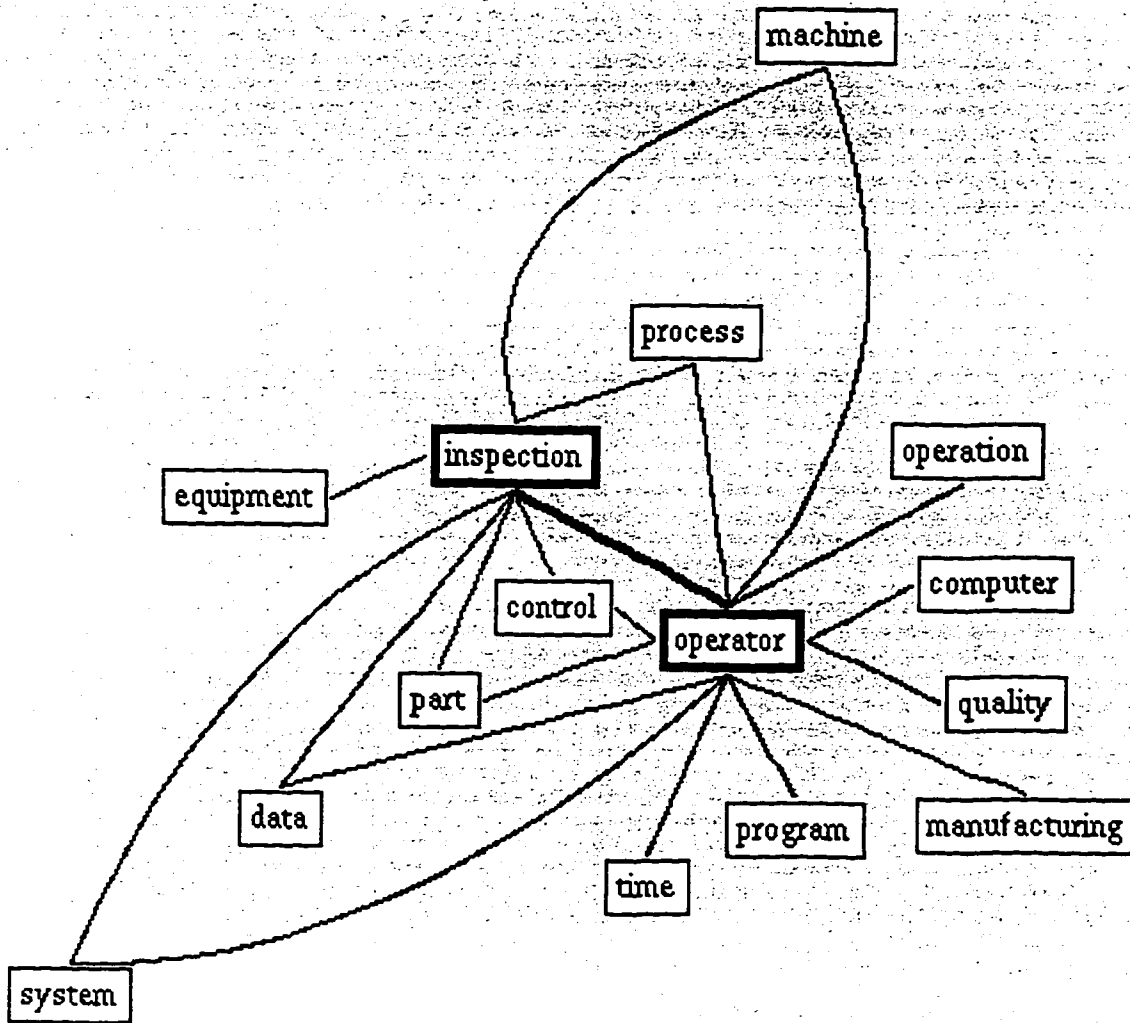 machine
process
inspection
operation
equipment
computer
control
operator
part
quality
data
program
manufacturing
time
system